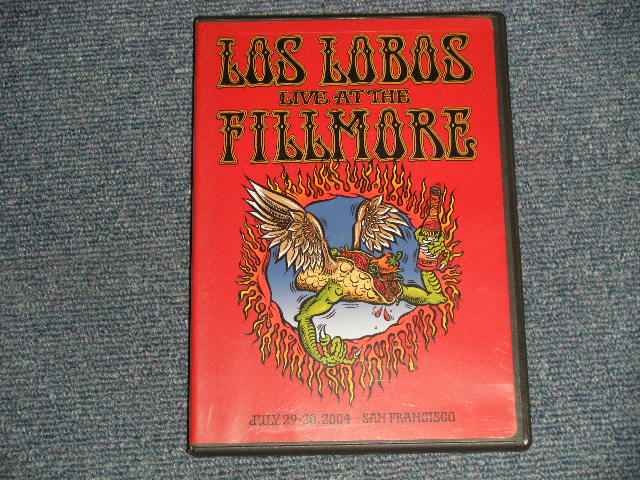 LOS LOBOS
LIVE AT THE
FILLMORE
JULY 29-30, 2004 - SAN FRANCISCO